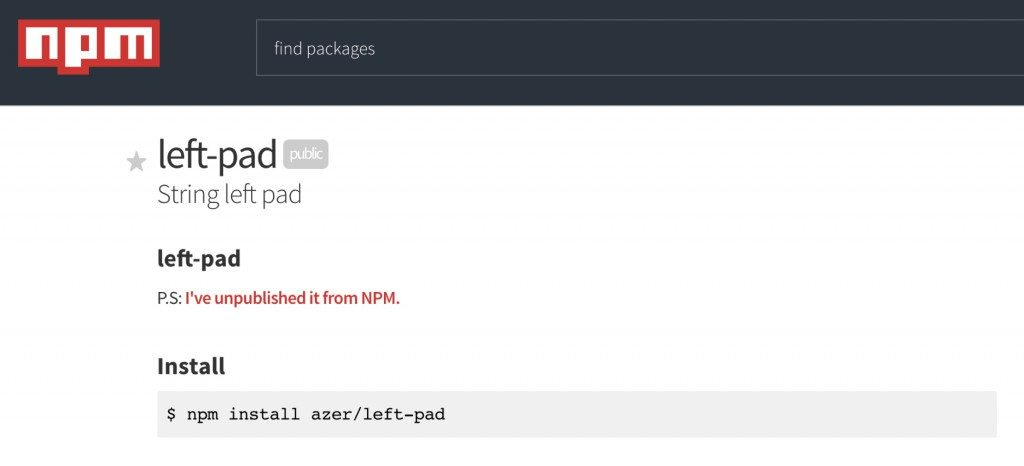 npm
find packages
left-pad public
String left pad
left-pad
P.S: I've unpublished it from NPM.
Install
$ npm install azer/left-pad